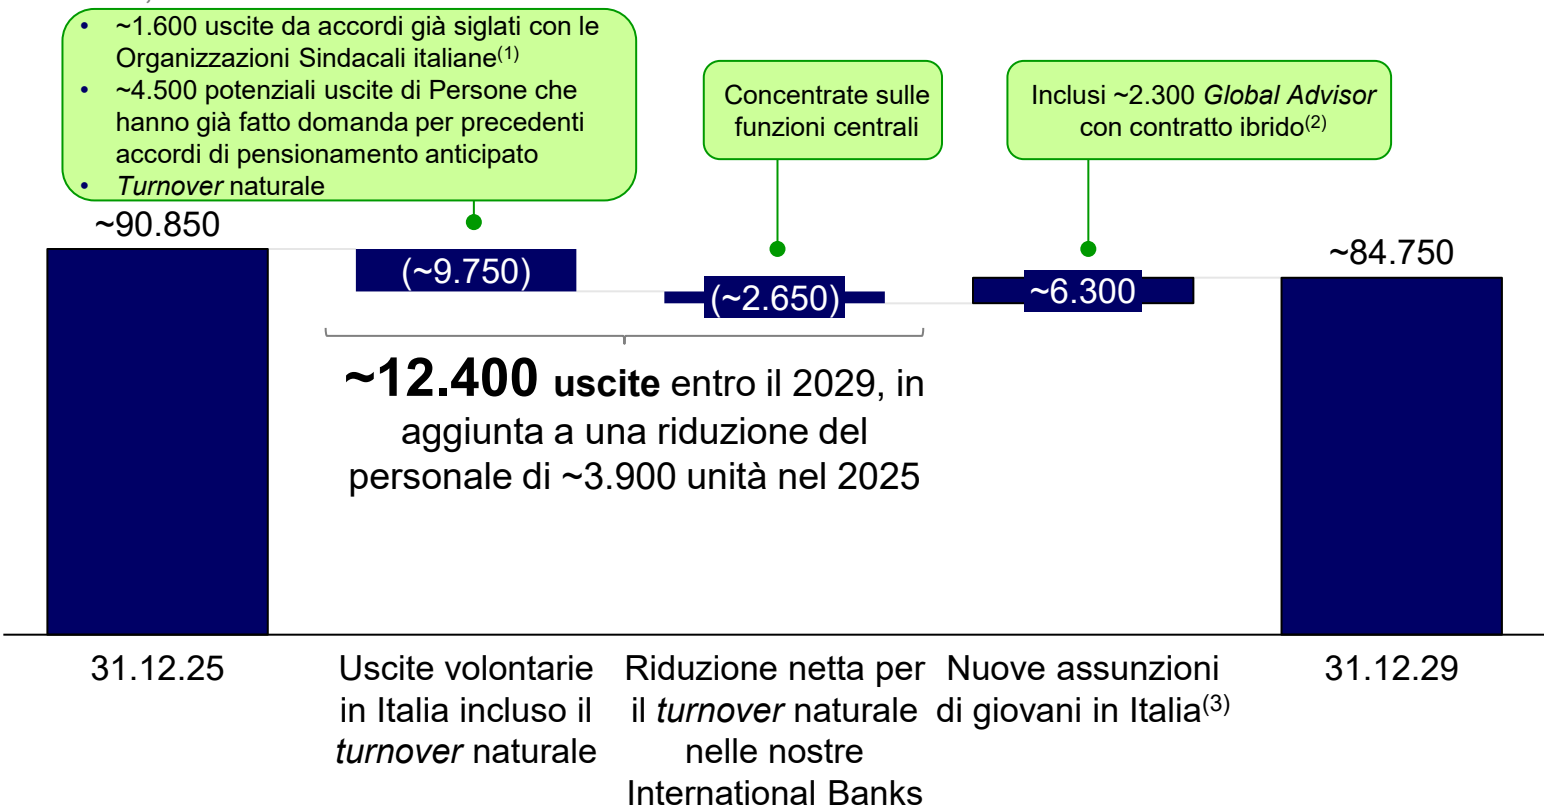 • ~1.600 uscite da accordi già siglati con le
Organizzazioni Sindacali italiane(1)
• ~4.500 potenziali uscite di Persone che
hanno già fatto domanda per precedenti
accordi di pensionamento anticipato
• Turnover naturale
Concentrate sulle
funzioni centrali
Inclusi ~2.300 Global Advisor
con contratto ibrido(2)
~90.850
(~9.750)
(~2.650)
~6.300
~84.750
~12.400 uscite entro il 2029, in
aggiunta a una riduzione del
personale di ~3.900 unità nel 2025
31.12.25
Uscite volontarie
in Italia incluso il
turnover naturale
Riduzione netta per
il turnover naturale
nelle nostre
International Banks
Nuove assunzioni
di giovani in Italia(3)
31.12.29